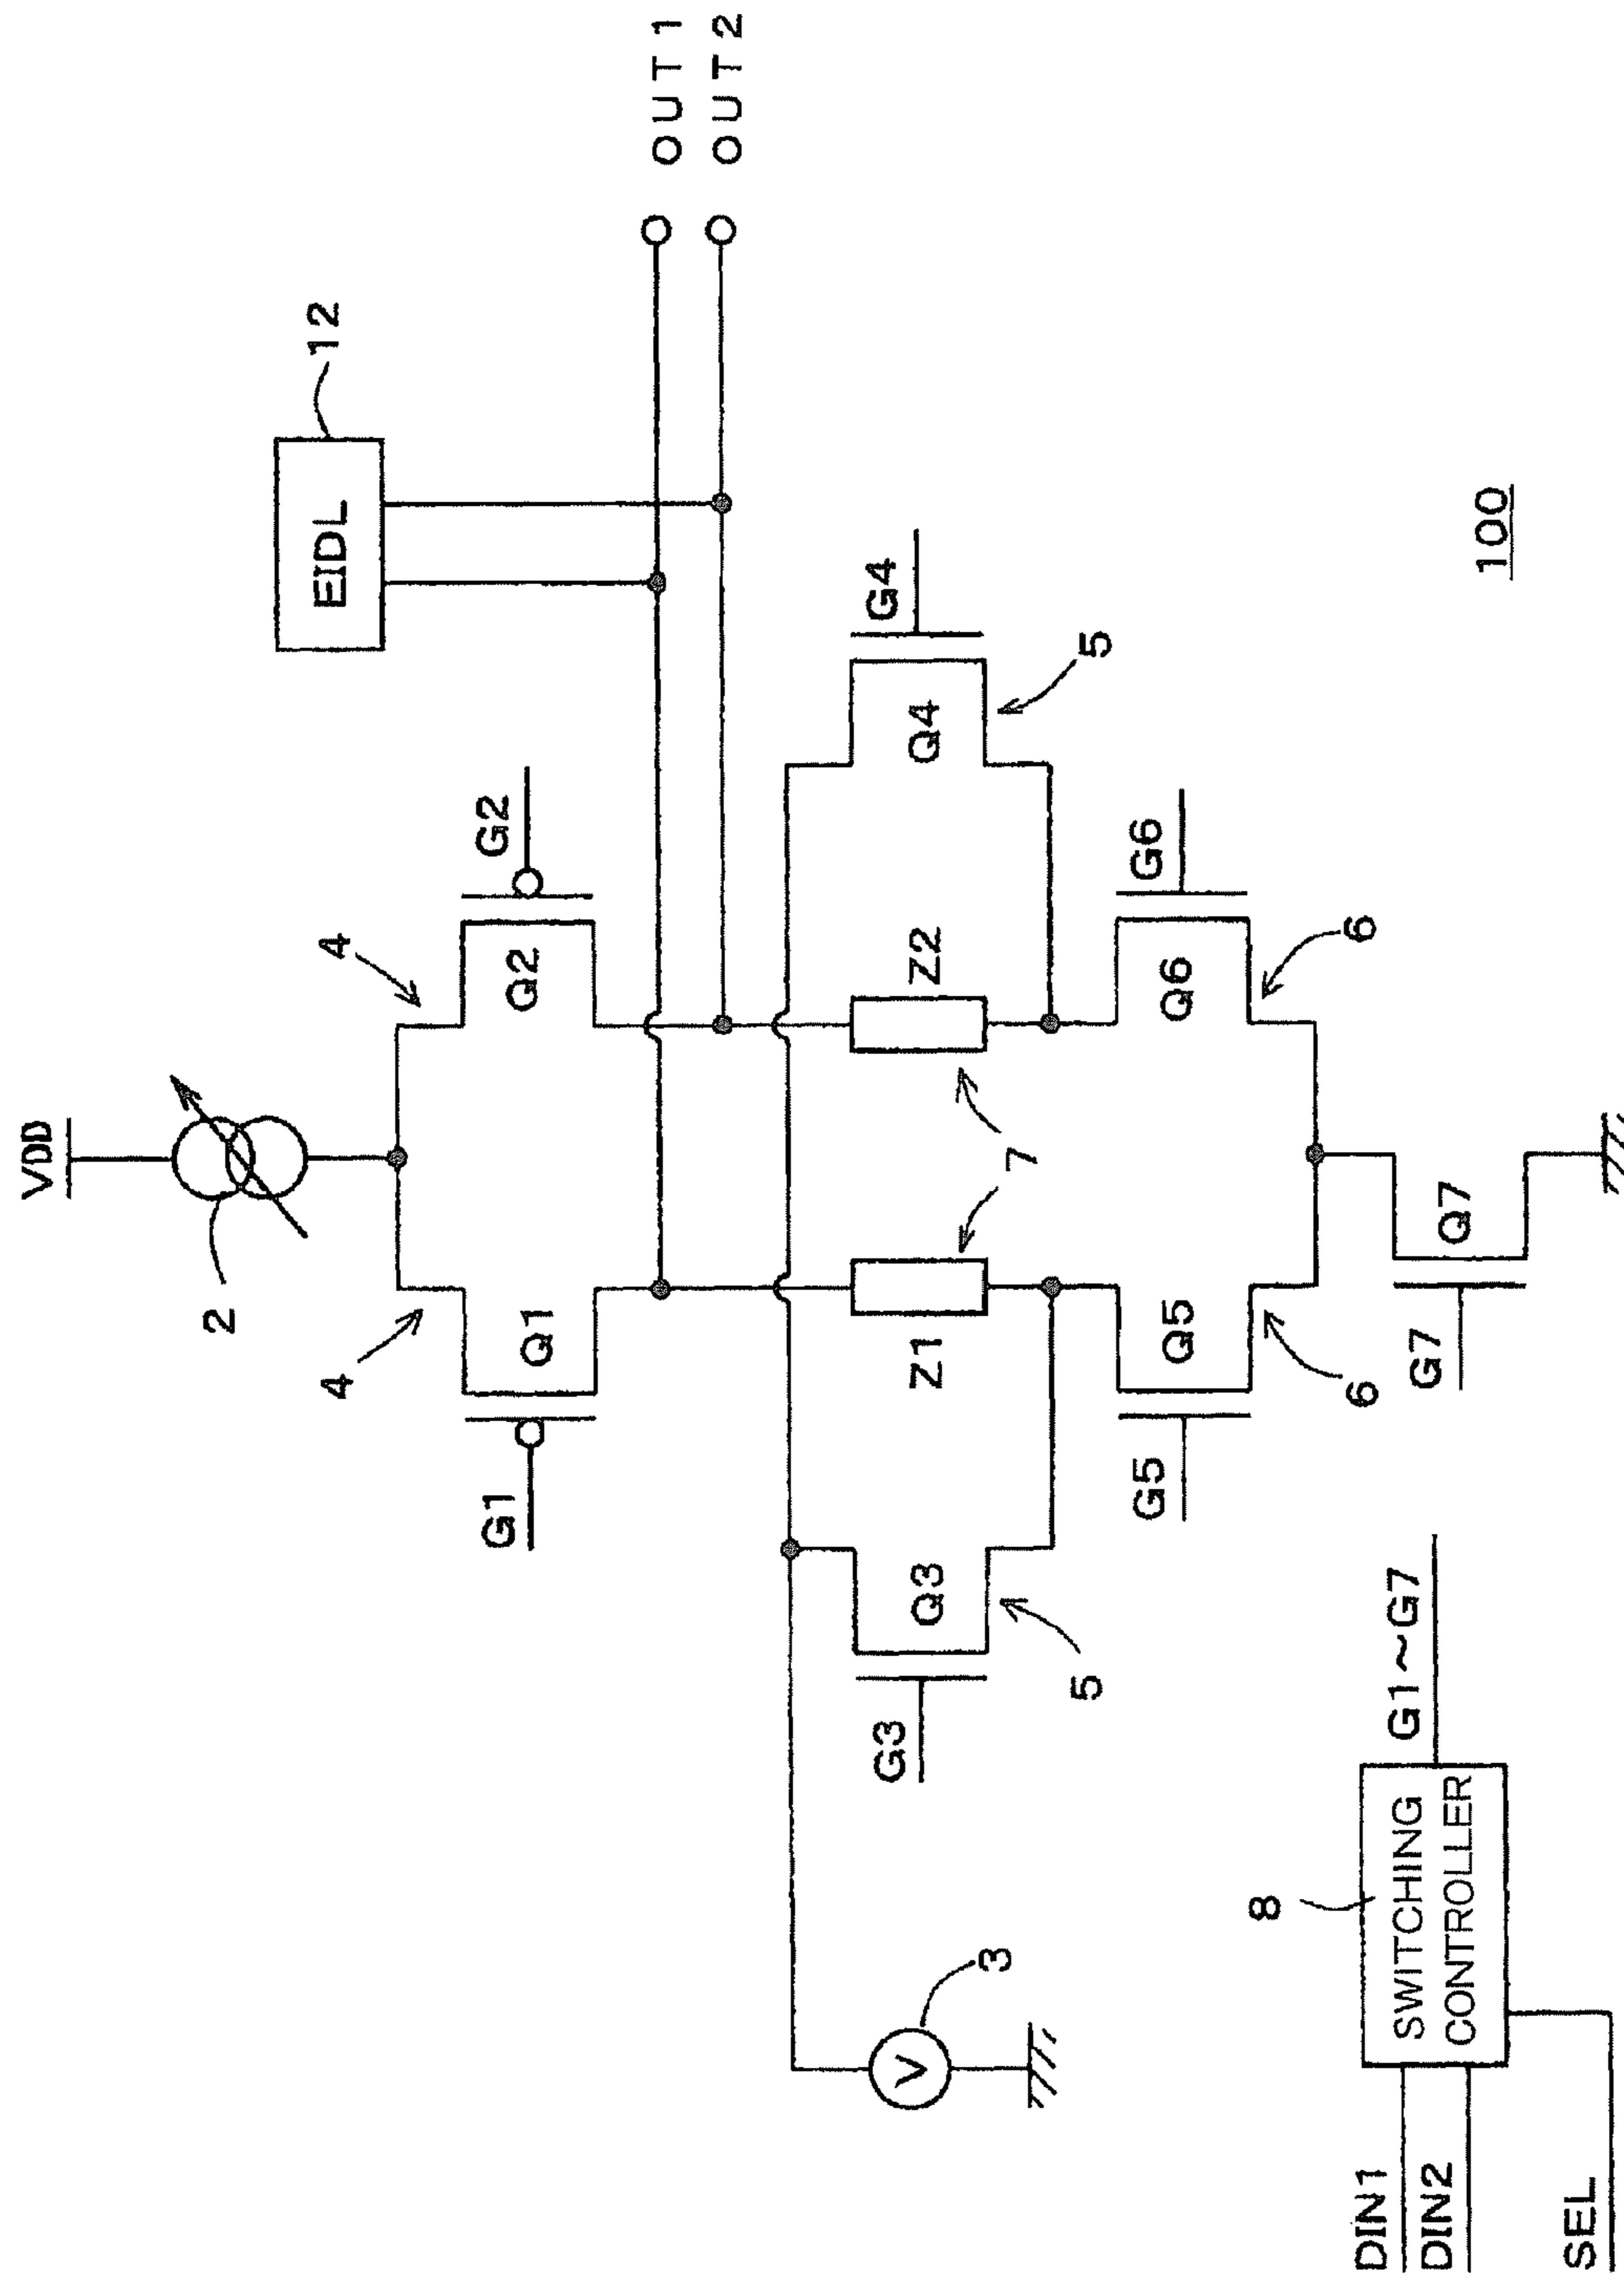 VDD
2
4
4
G1
Q1
Q2
G2
EIDL
12
OUT1
OUT2
3
V
G3
Q3
5
Z1
7
Z2
Q4
G4
5
G5
Q5
6
Q6
G6
6
G7
Q7
8
SWITCHING
CONTROLLER
DIN1
DIN2
SEL
G1~G7
100